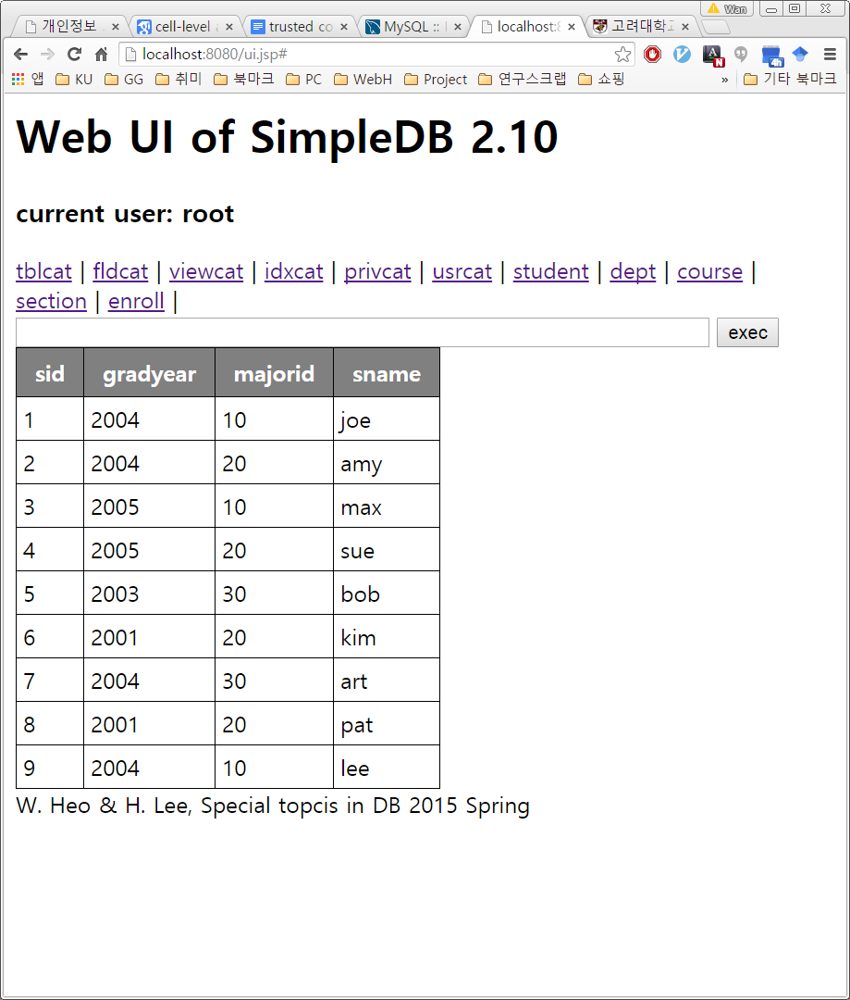 Wan
개인정보
cell-level a
trusted co
MySQL ::
localhost:8
고려대학교
localhost:8080/ui.jsp#
앱 KU GG 취미 북마크 PC WebH Project 연구스크랩 쇼핑 » 기타 북마크
Web UI of SimpleDB 2.10
current user: root
tblcat | fldcat | viewcat | idxcat | privcat | usrcat | student | dept | course |
section | enroll |
exec
sid gradyear majorid sname
1 2004 10 joe
2 2004 20 amy
3 2005 10 max
4 2005 20 sue
5 2003 30 bob
6 2001 20 kim
7 2004 30 art
8 2001 20 pat
9 2004 10 lee
W. Heo & H. Lee, Special topcis in DB 2015 Spring